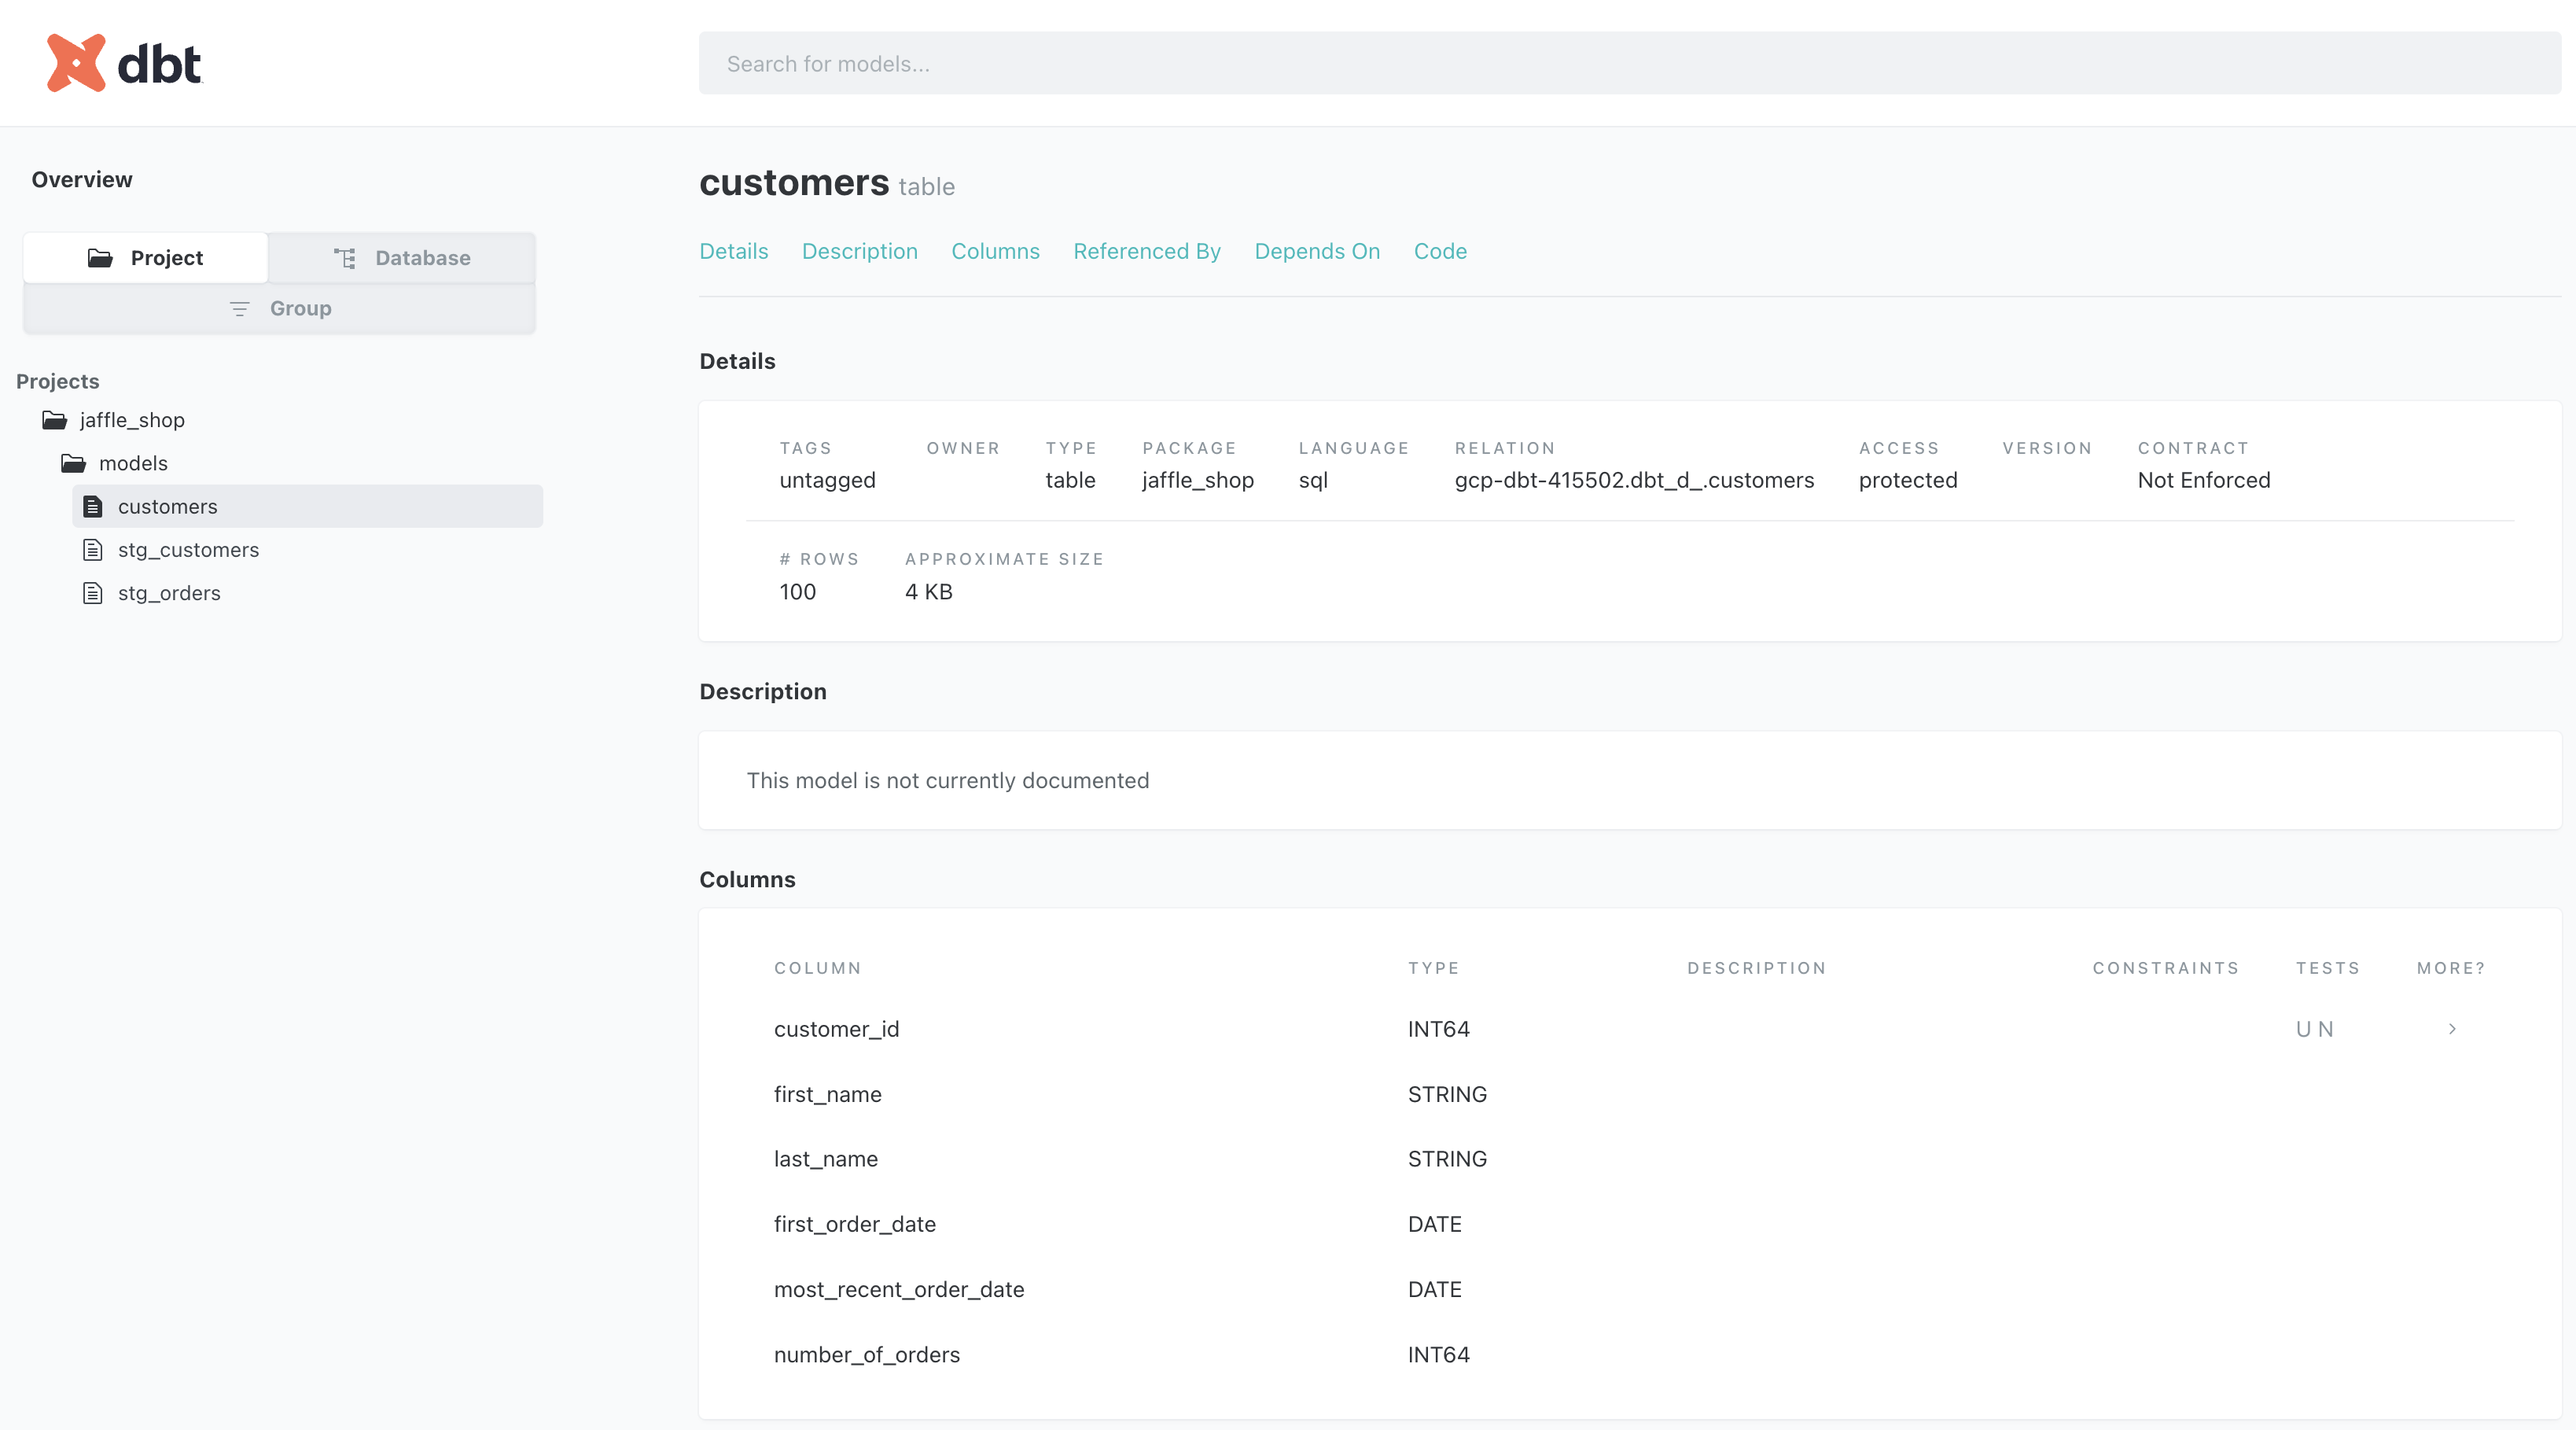 dbt
Search for models...
Overview
Project
Database
Group
Projects
jaffle_shop
models
customers
stg_customers
stg_orders
customers table
Details Description Columns Referenced By Depends On Code
Details
TAGS OWNER TYPE PACKAGE LANGUAGE RELATION ACCESS VERSION CONTRACT
untagged table jaffle_shop sql gcp-dbt-415502.dbt_d_.customers protected Not Enforced
# ROWS APPROXIMATE SIZE
100 4 KB
Description
This model is not currently documented
Columns
COLUMN TYPE DESCRIPTION CONSTRAINTS TESTS MORE?
customer_id INT64 U N >
first_name STRING
last_name STRING
first_order_date DATE
most_recent_order_date DATE
number_of_orders INT64